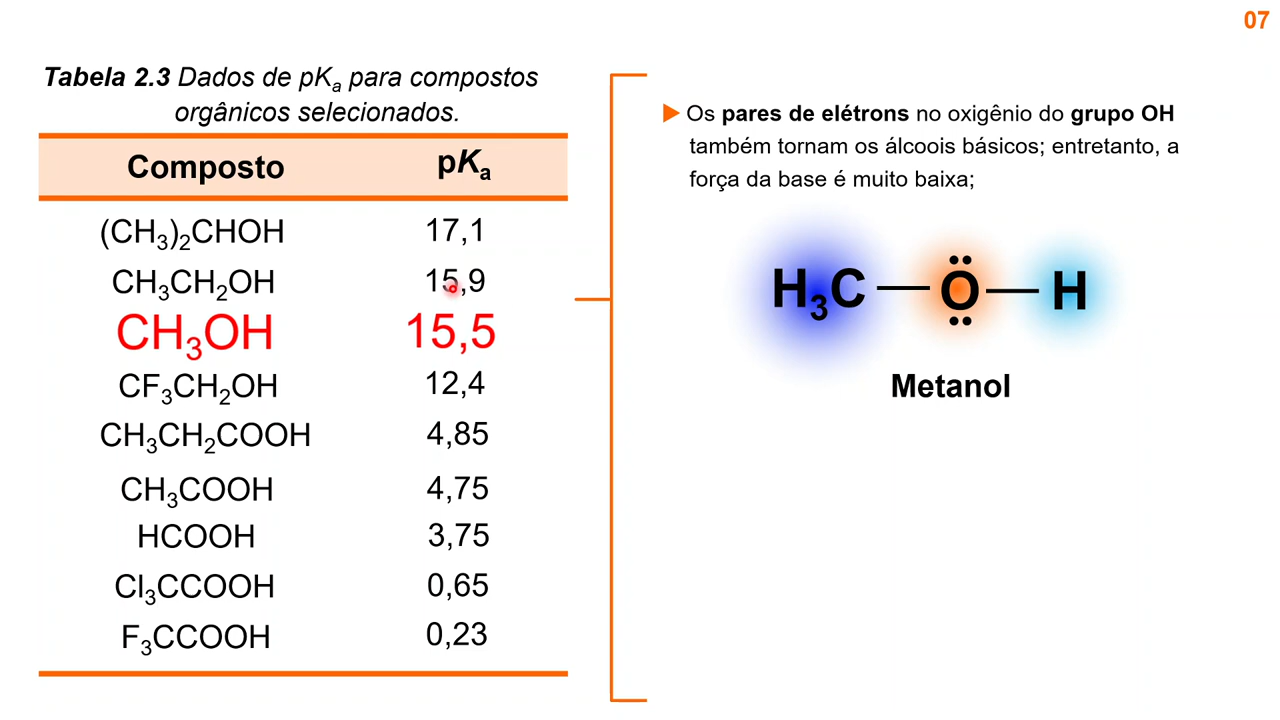 07
Tabela 2.3 Dados de pKₐ para compostos
orgânicos selecionados.
Composto pKₐ
(CH₃)₂CHOH 17,1
CH₃CH₂OH 15,9
CH₃OH 15,5
CF₃CH₂OH 12,4
CH₃CH₂COOH 4,85
CH₃COOH 4,75
HCOOH 3,75
Cl₃CCOOH 0,65
F₃CCOOH 0,23
Os pares de elétrons no oxigênio do grupo OH
também tornam os álcoois básicos; entretanto, a
força da base é muito baixa;
H₃C—O—H
Metanol